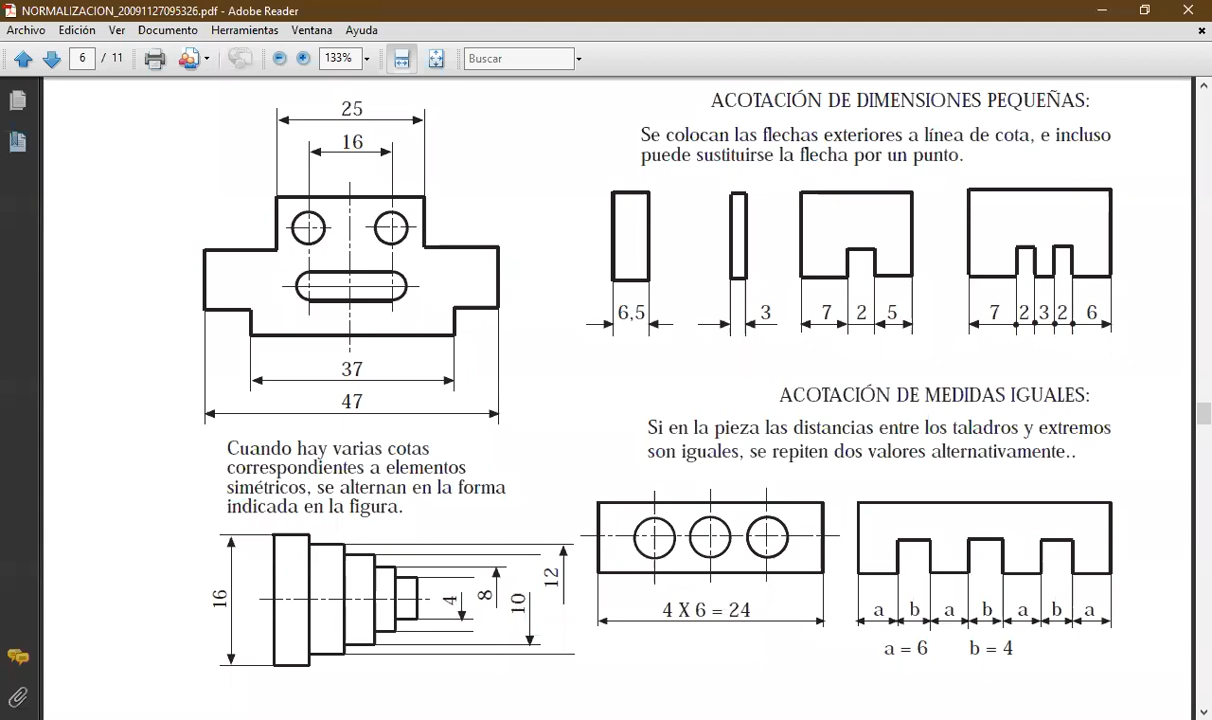 NORMALIZACION_20091127095326.pdf - Adobe Reader
Archivo Edición Ver Documento Herramientas Ventana Ayuda
6 / 11 133% Buscar
25
16
37
47
Cuando hay varias cotas
correspondientes a elementos
simétricos, se alternan en la forma
indicada en la figura.
16
4
8
10
12
ACOTACIÓN DE DIMENSIONES PEQUEÑAS:
Se colocan las flechas exteriores a línea de cota, e incluso
puede sustituirse la flecha por un punto.
6,5 3 7 2 5 7 2 3 2 6
ACOTACIÓN DE MEDIDAS IGUALES:
Si en la pieza las distancias entre los taladros y extremos
son iguales, se repiten dos valores alternativamente..
4 X 6 = 24
a b a b a b a
a = 6 b = 4